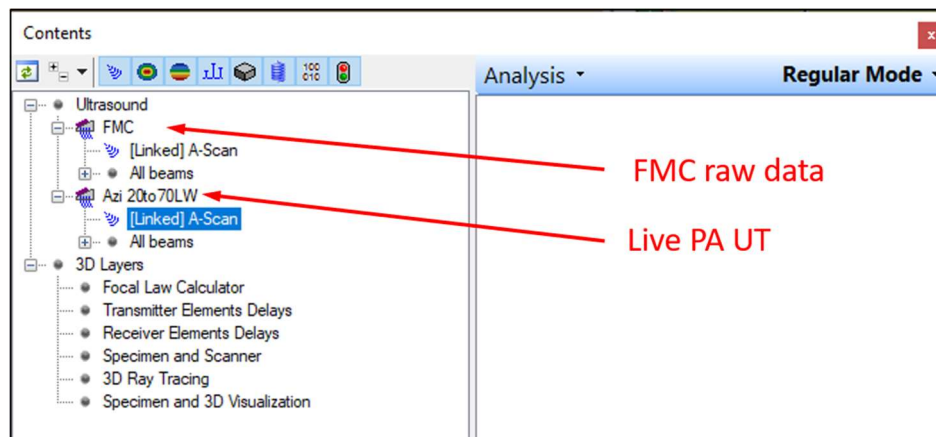 Contents
x
100
010
Analysis
Regular Mode
Ultrasound
FMC
[Linked] A-Scan
All beams
Azi 20to70LW
[Linked] A-Scan
All beams
3D Layers
Focal Law Calculator
Transmitter Elements Delays
Receiver Elements Delays
Specimen and Scanner
3D Ray Tracing
Specimen and 3D Visualization
FMC raw data
Live PA UT